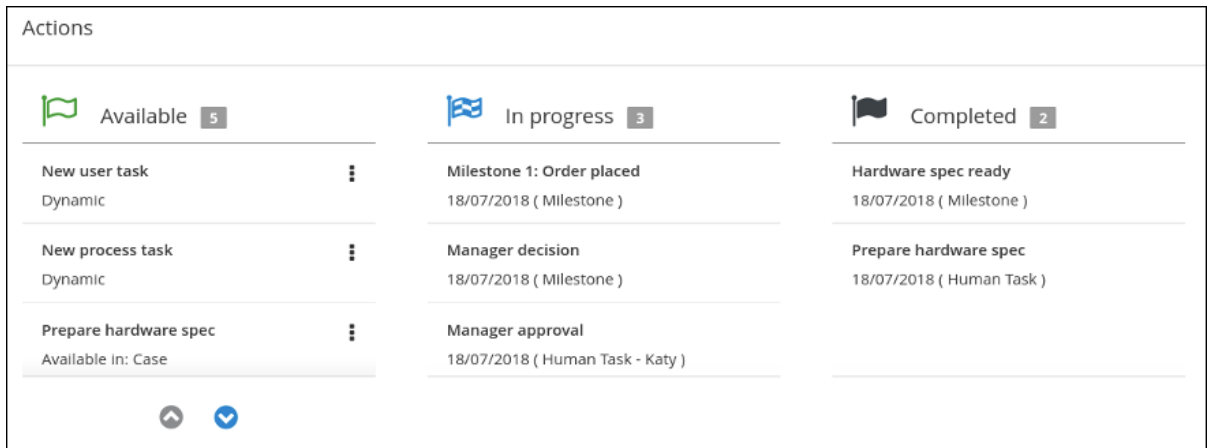 Actions
Available 5
New user task
Dynamic
New process task
Dynamic
Prepare hardware spec
Available in: Case
In progress 3
Milestone 1: Order placed
18/07/2018 ( Milestone )
Manager decision
18/07/2018 ( Milestone )
Manager approval
18/07/2018 ( Human Task - Katy )
Completed 2
Hardware spec ready
18/07/2018 ( Milestone )
Prepare hardware spec
18/07/2018 ( Human Task )